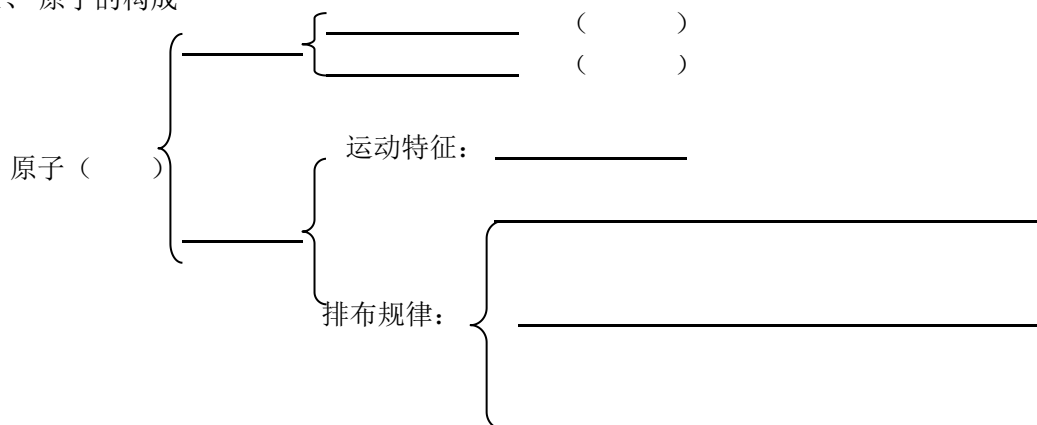 、原子的构成
（ ）
（ ）
运动特征：
原子（ ）
排布规律：